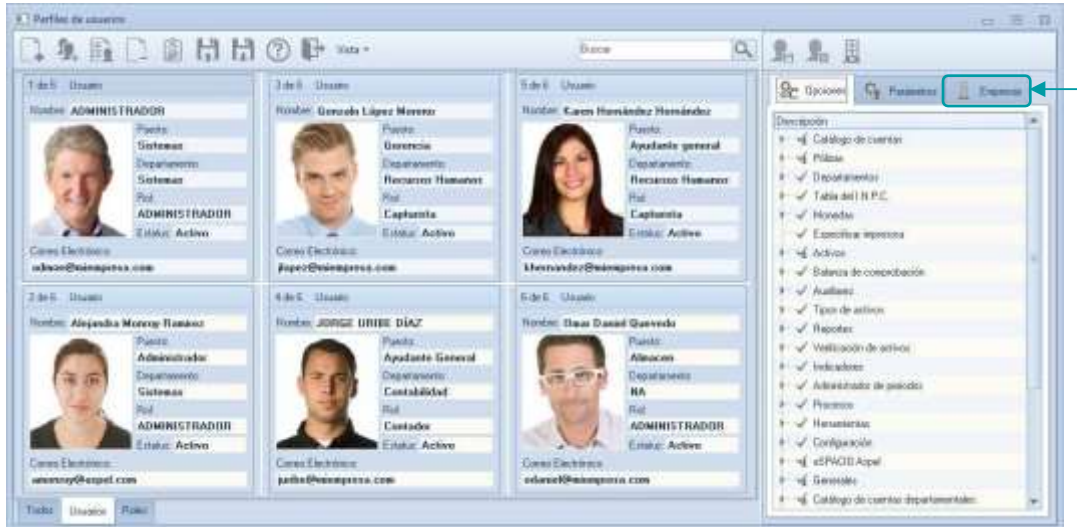 Perfiles de usuarios
Vista
Buscar
1 de 6 Usuario
Nombre: ADMINISTRADOR
Puesto:
Sistemas
Departamento:
Sistemas
Rol:
ADMINISTRADOR
Estatus: Activo
Correo Electrónico:
3 de 6 Usuario
Nombre: Gonzalo López Moreno
Puesto:
Gerencia
Departamento:
Recursos Humanos
Rol:
Capturista
Estatus: Activo
Correo Electrónico:
jlopez@miempresa.com
5 de 6 Usuario
Nombre: Karen Hernández Hernández
Puesto:
Ayudante general
Departamento:
Recursos Humanos
Rol:
Capturista
Estatus: Activo
Correo Electrónico:
khernandez@miempresa.com
2 de 6 Usuario
Nombre: Alejandra Monroy Ramírez
Puesto:
Administrador
Departamento:
Sistemas
Rol:
ADMINISTRADOR
Estatus: Activo
Correo Electrónico:
amonroy@aspel.com
4 de 6 Usuario
Nombre: JORGE URIBE DÍAZ
Puesto:
Ayudante General
Departamento:
Contabilidad
Rol:
Contador
Estatus: Activo
Correo Electrónico:
juribe@miempresa.com
6 de 6 Usuario
Nombre: Omar Daniel Quevedo
Puesto:
Almacen
Departamento:
NA
Rol:
ADMINISTRADOR
Estatus: Activo
Correo Electrónico:
odaniel@miempresa.com
Todos Usuarios Roles
Opciones Parámetros Empresas
Descripción
Catálogo de cuentas
Pólizas
Departamentos
Tabla del I.N.P.C.
Monedas
Especificar impresora
Activos
Balanza de comprobación
Auxiliares
Tipos de activos
Reportes
Verificación de activos
Indicadores
Administrador de periodos
Procesos
Herramientas
Configuración
eSPACIO Aspel
Generales
Catálogo de cuentas departamentales